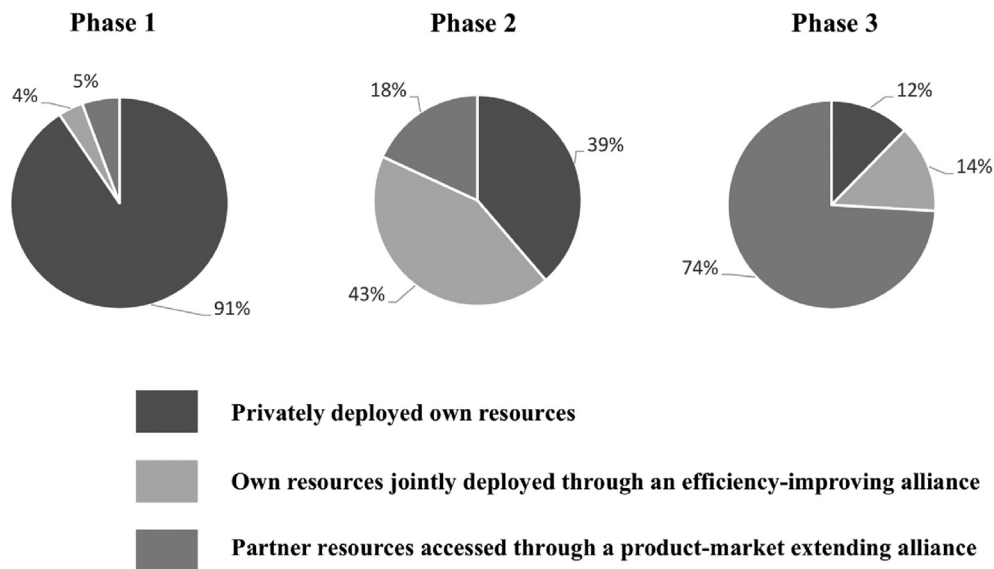 Phase 1
Phase 2
Phase 3
5%
4%
91%
18%
39%
43%
12%
14%
74%
Privately deployed own resources
Own resources jointly deployed through an efficiency-improving alliance
Partner resources accessed through a product-market extending alliance